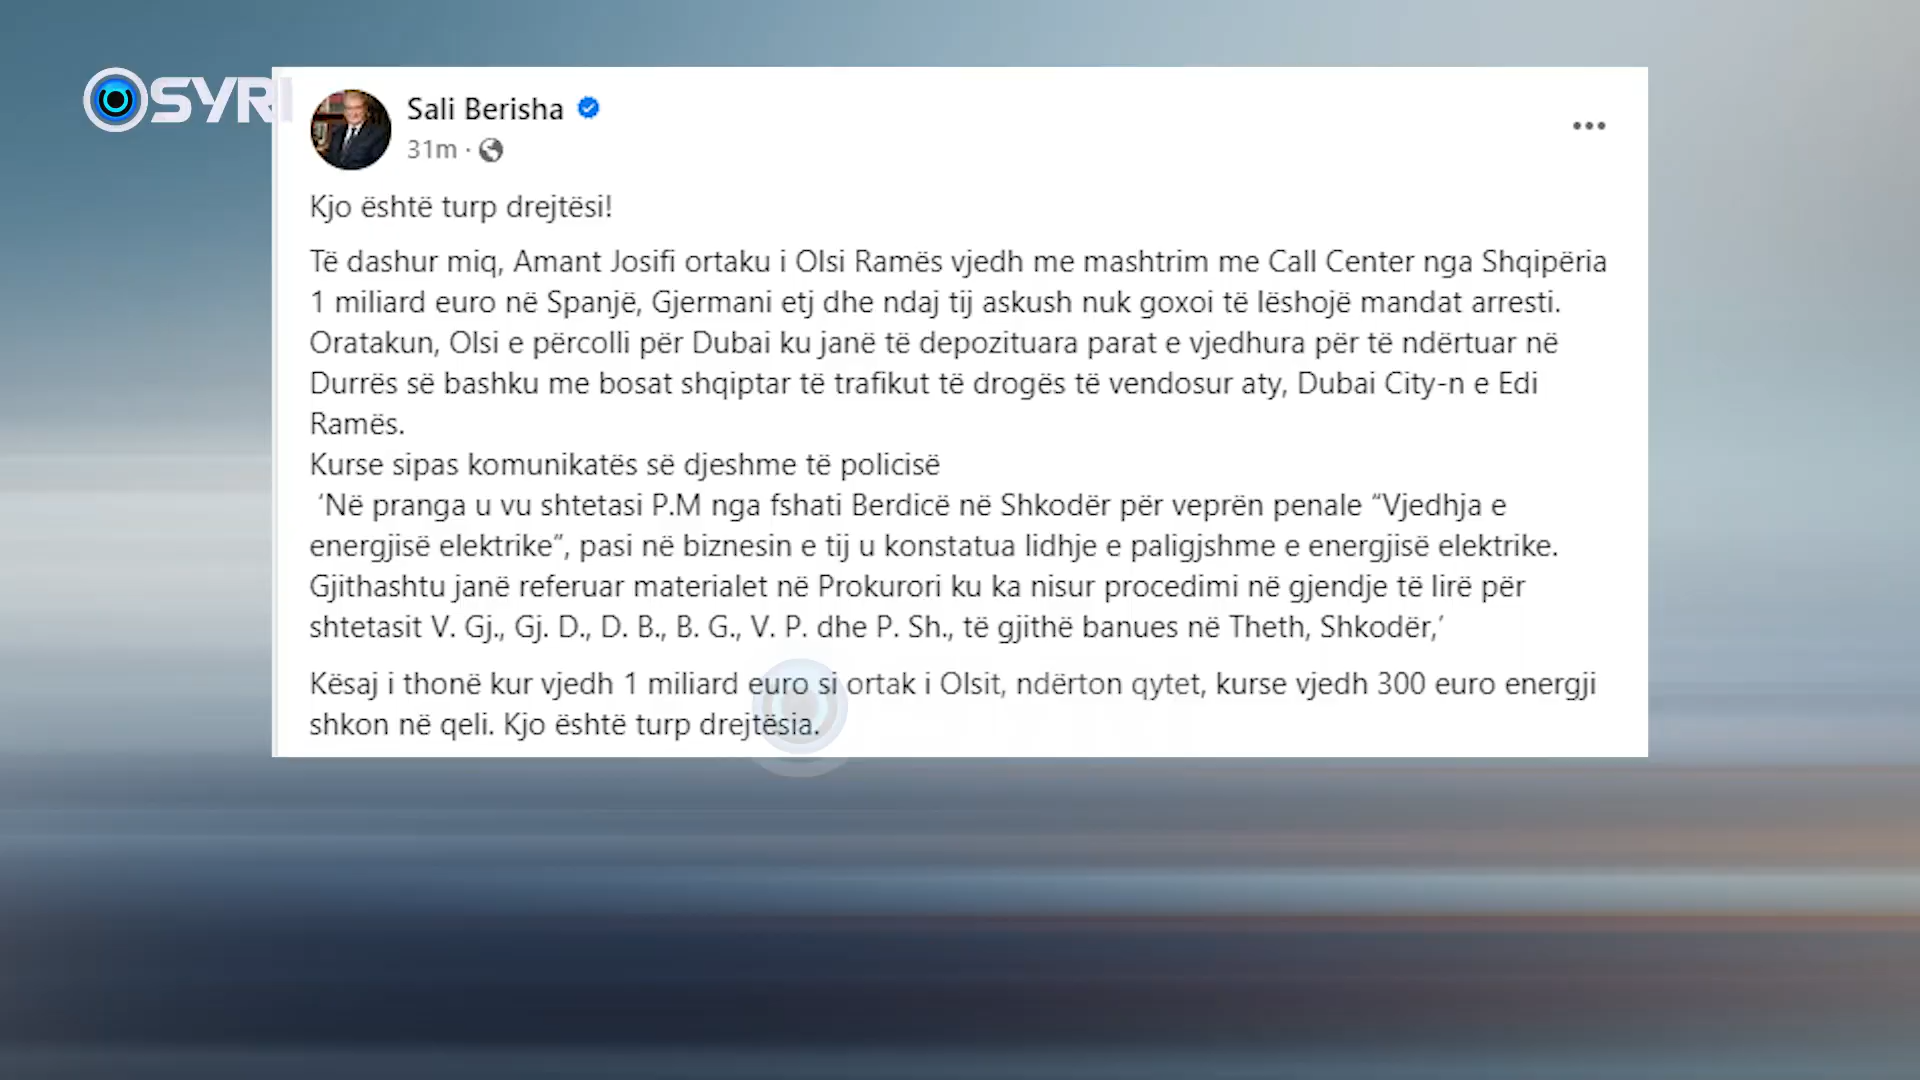 SYRI
Sali Berisha
31m ·
Kjo është turp drejtësi!
Të dashur miq, Amant Josifi ortaku i Olsi Ramës vjedh me mashtrim me Call Center nga Shqipëria
1 miliard euro në Spanjë, Gjermani etj dhe ndaj tij askush nuk goxoi të lëshojë mandat arresti.
Oratakun, Olsi e përcolli për Dubai ku janë të depozituara parat e vjedhura për të ndërtuar në
Durrës së bashku me bosat shqiptar të trafikut të drogës të vendosur aty, Dubai City-n e Edi
Ramës.
Kurse sipas komunikatës së djeshme të policisë
‘Në pranga u vu shtetasi P.M nga fshati Berdicë në Shkodër për veprën penale “Vjedhja e
energjisë elektrike”, pasi në biznesin e tij u konstatua lidhje e paligjshme e energjisë elektrike.
Gjithashtu janë referuar materialet në Prokurori ku ka nisur procedimi në gjendje të lirë për
shtetasit V. Gj., Gj. D., D. B., B. G., V. P. dhe P. Sh., të gjithë banues në Theth, Shkodër,’
Kësaj i thonë kur vjedh 1 miliard euro si ortak i Olsit, ndërton qytet, kurse vjedh 300 euro energji
shkon në qeli. Kjo është turp drejtësia.